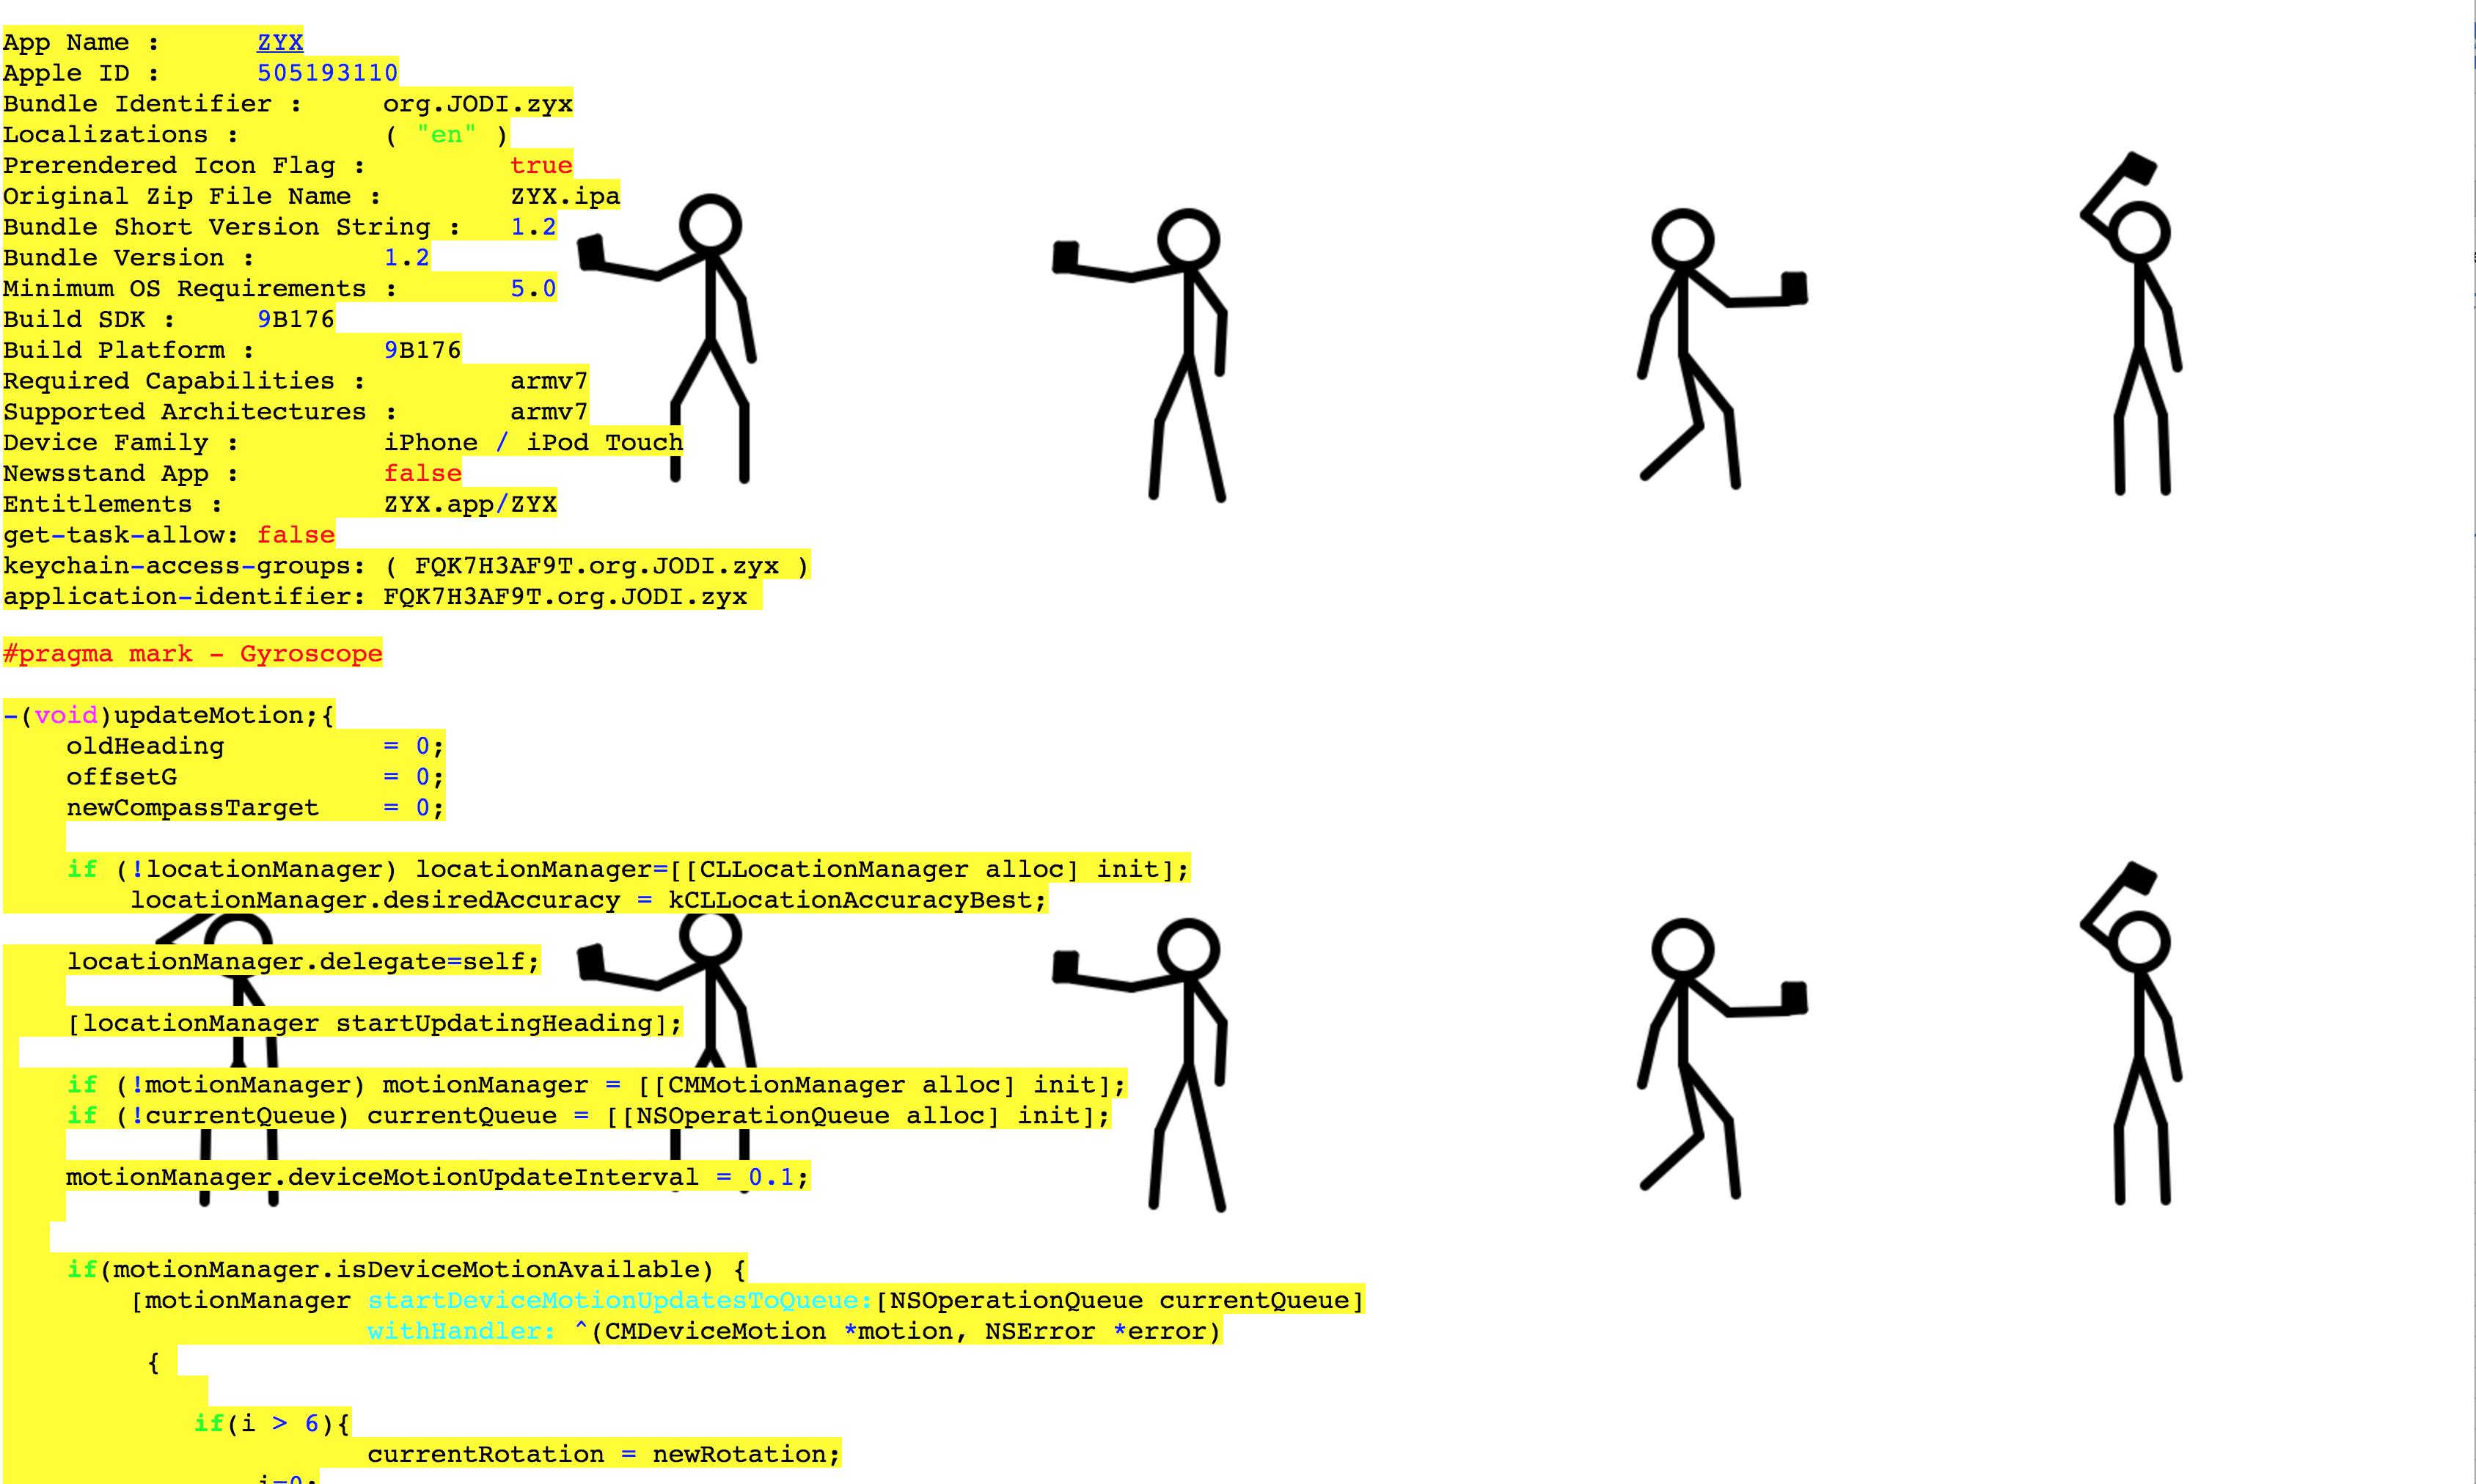 App Name : ZYX
Apple ID : 505193110
Bundle Identifier : org.JODI.zyx
Localizations : ( "en" )
Prerendered Icon Flag : true
Original Zip File Name : ZYX.ipa
Bundle Short Version String : 1.2
Bundle Version : 1.2
Minimum OS Requirements : 5.0
Build SDK : 9B176
Build Platform : 9B176
Required Capabilities : armv7
Supported Architectures : armv7
Device Family : iPhone / iPod Touch
Newsstand App : false
Entitlements : ZYX.app/ZYX
get-task-allow: false
keychain-access-groups: ( FQK7H3AF9T.org.JODI.zyx )
application-identifier: FQK7H3AF9T.org.JODI.zyx
#pragma mark - Gyroscope
-(void)updateMotion;{
oldHeading = 0;
offsetG = 0;
newCompassTarget = 0;
if (!locationManager) locationManager=[[CLLocationManager alloc] init];
locationManager.desiredAccuracy = kCLLocationAccuracyBest;
locationManager.delegate=self;
[locationManager startUpdatingHeading];
if (!motionManager) motionManager = [[CMMotionManager alloc] init];
if (!currentQueue) currentQueue = [[NSOperationQueue alloc] init];
motionManager.deviceMotionUpdateInterval = 0.1;
if(motionManager.isDeviceMotionAvailable) {
[motionManager startDeviceMotionUpdatesToQueue:[NSOperationQueue currentQueue]
withHandler: ^(CMDeviceMotion *motion, NSError *error)
{
if(i > 6){
currentRotation = newRotation;
i=0;